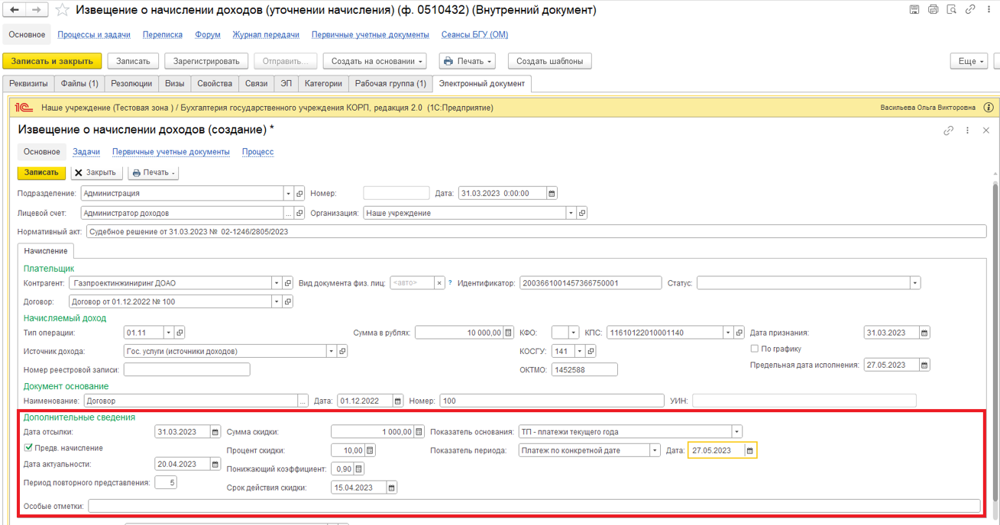 Извещение о начислении доходов (уточнении начисления) (ф. 0510432) (Внутренний документ)
Основное Процессы и задачи Переписка Форум Журнал передачи Первичные учетные документы Сеансы БГУ (ОМ)
Записать и закрыть Записать Зарегистрировать Отправить... Создать на основании Печать Создать шаблоны Еще
Реквизиты Файлы (1) Резолюции Визы Свойства Связи ЭП Категории Рабочая группа (1) Электронный документ
1С Наше учреждение (Тестовая зона ) / Бухгалтерия государственного учреждения КОРП, редакция 2.0 (1С:Предприятие) Васильева Ольга Викторовна
Извещение о начислении доходов (создание) *
Основное Задачи Первичные учетные документы Процесс
Записать Закрыть Печать
Подразделение: Администрация Номер: Дата: 31.03.2023 0:00:00
Лицевой счет: Администратор доходов ... Организация: Наше учреждение
Нормативный акт: Судебное решение от 31.03.2023 № 02-1246/2805/2023
Начисление
Плательщик
Контрагент: Газпроектинжиниринг ДОАО Вид документа физ. лиц: <авто> × ? Идентификатор: 2003661001457366750001 Статус:
Договор: Договор от 01.12.2022 № 100
Начисляемый доход
Тип операции: 01.11 Сумма в рублях: 10 000,00 КФО: КПС: 11610122010001140 Дата признания: 31.03.2023
Источник дохода: Гос. услуги (источники доходов) КОСГУ: 141 По графику
Номер реестровой записи: ОКТМО: 1452588 Предельная дата исполнения: 27.05.2023
Документ основание
Наименование: Договор ... Дата: 01.12.2022 Номер: 100 УИН:
Дополнительные сведения
Дата отсылки: 31.03.2023 Сумма скидки: 1 000,00 Показатель основания: ТП - платежи текущего года
Предв. начисление Процент скидки: 10,00 Показатель периода: Платеж по конкретной дате Дата: 27.05.2023
Дата актуальности: 20.04.2023 Понижающий коэффициент: 0,90
Период повторного представления: 5 Срок действия скидки: 15.04.2023
Особые отметки: